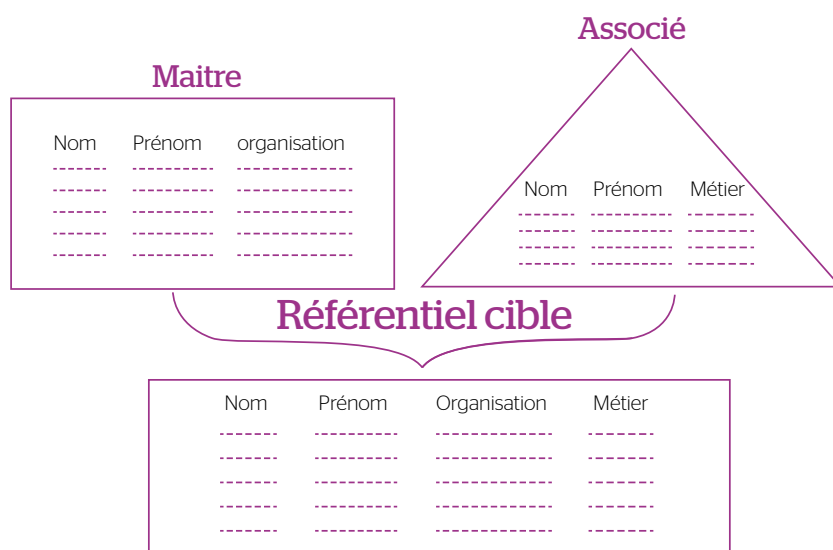 Associé
Maitre
Nom Prénom organisation
Nom Prénom Métier
Référentiel cible
Nom Prénom Organisation Métier